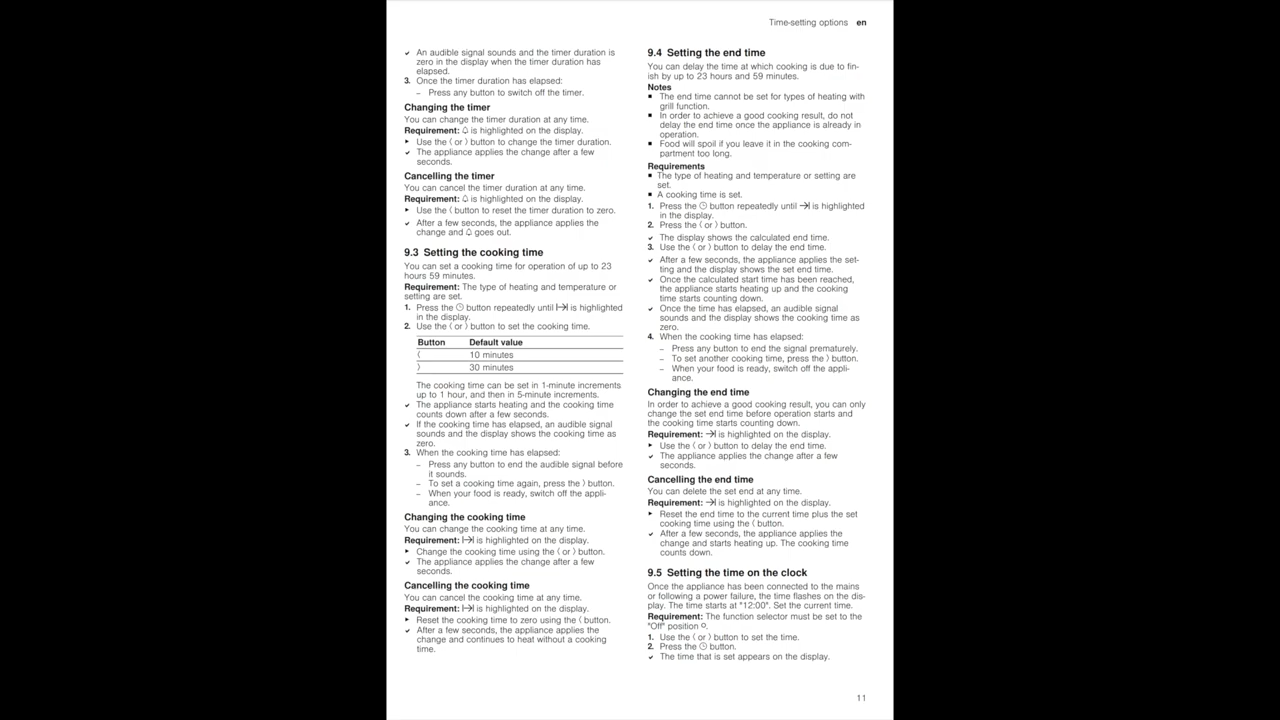 Time-setting options en
✓ An audible signal sounds and the timer duration is
zero in the display when the timer duration has
elapsed.
3. Once the timer duration has elapsed:
– Press any button to switch off the timer.
Changing the timer
You can change the timer duration at any time.
Requirement: 🔔 is highlighted on the display.
▶ Use the 〈 or 〉 button to change the timer duration.
✓ The appliance applies the change after a few
seconds.
Cancelling the timer
You can cancel the timer duration at any time.
Requirement: 🔔 is highlighted on the display.
▶ Use the 〈 button to reset the timer duration to zero.
✓ After a few seconds, the appliance applies the
change and 🔔 goes out.
9.3 Setting the cooking time
You can set a cooking time for operation of up to 23
hours 59 minutes.
Requirement: The type of heating and temperature or
setting are set.
1. Press the 🕒 button repeatedly until |→| is highlighted
in the display.
2. Use the 〈 or 〉 button to set the cooking time.
Button Default value
〈 10 minutes
〉 30 minutes
The cooking time can be set in 1-minute increments
up to 1 hour, and then in 5-minute increments.
✓ The appliance starts heating and the cooking time
counts down after a few seconds.
✓ If the cooking time has elapsed, an audible signal
sounds and the display shows the cooking time as
zero.
3. When the cooking time has elapsed:
– Press any button to end the audible signal before
it sounds.
– To set a cooking time again, press the 〉 button.
– When your food is ready, switch off the appli-
ance.
Changing the cooking time
You can change the cooking time at any time.
Requirement: |→| is highlighted on the display.
▶ Change the cooking time using the 〈 or 〉 button.
✓ The appliance applies the change after a few
seconds.
Cancelling the cooking time
You can cancel the cooking time at any time.
Requirement: |→| is highlighted on the display.
▶ Reset the cooking time to zero using the 〈 button.
✓ After a few seconds, the appliance applies the
change and continues to heat without a cooking
time.
9.4 Setting the end time
You can delay the time at which cooking is due to fin-
ish by up to 23 hours and 59 minutes.
Notes
■ The end time cannot be set for types of heating with
grill function.
■ In order to achieve a good cooking result, do not
delay the end time once the appliance is already in
operation.
■ Food will spoil if you leave it in the cooking com-
partment too long.
Requirements
■ The type of heating and temperature or setting are
set.
■ A cooking time is set.
1. Press the 🕒 button repeatedly until →| is highlighted
in the display.
2. Press the 〈 or 〉 button.
✓ The display shows the calculated end time.
3. Use the 〈 or 〉 button to delay the end time.
✓ After a few seconds, the appliance applies the set-
ting and the display shows the set end time.
✓ Once the calculated start time has been reached,
the appliance starts heating up and the cooking
time starts counting down.
✓ Once the time has elapsed, an audible signal
sounds and the display shows the cooking time as
zero.
4. When the cooking time has elapsed:
– Press any button to end the signal prematurely.
– To set another cooking time, press the 〉 button.
– When your food is ready, switch off the appli-
ance.
Changing the end time
In order to achieve a good cooking result, you can only
change the set end time before operation starts and
the cooking time starts counting down.
Requirement: →| is highlighted on the display.
▶ Use the 〈 or 〉 button to delay the end time.
✓ The appliance applies the change after a few
seconds.
Cancelling the end time
You can delete the set end at any time.
Requirement: →| is highlighted on the display.
▶ Reset the end time to the current time plus the set
cooking time using the 〈 button.
✓ After a few seconds, the appliance applies the
change and starts heating up. The cooking time
counts down.
9.5 Setting the time on the clock
Once the appliance has been connected to the mains
or following a power failure, the time flashes on the dis-
play. The time starts at "12:00". Set the current time.
Requirement: The function selector must be set to the
"Off" position o.
1. Use the 〈 or 〉 button to set the time.
2. Press the 🕒 button.
✓ The time that is set appears on the display.
11